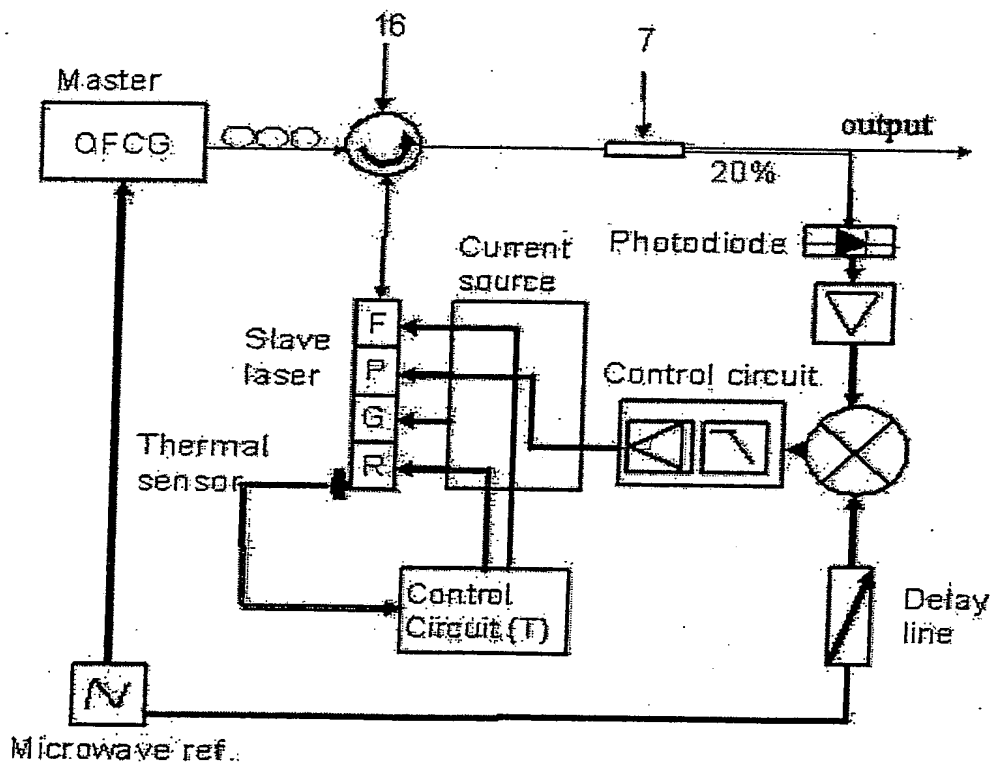 16
7
Master
OFCG
output
20%
Photodiode
Current
source
Slave
laser
F
P
G
R
Control circuit
Thermal
sensor
Control
Circuit (T)
Delay
line
Microwave ref.